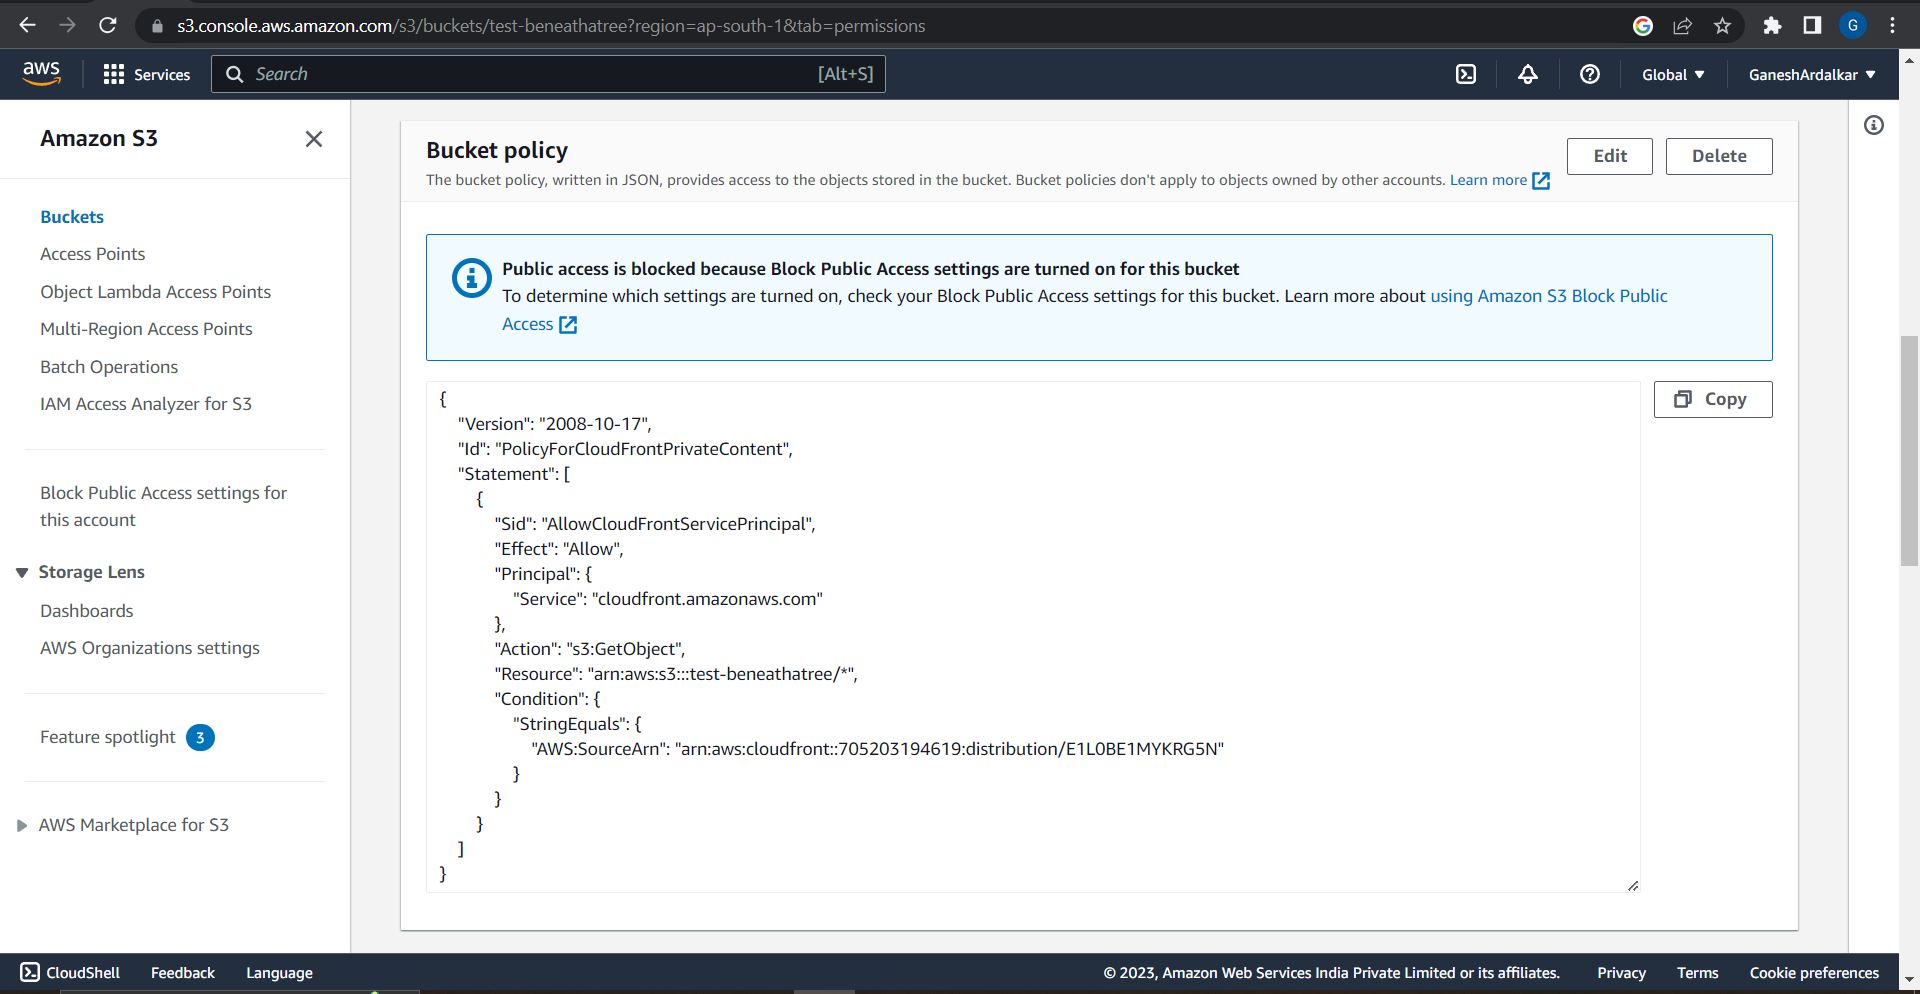 s3.console.aws.amazon.com/s3/buckets/test-beneathatree?region=ap-south-1&tab=permissions
G
G
aws
Services
Search
[Alt+S]
Global
GaneshArdalkar
Amazon S3
Buckets
Access Points
Object Lambda Access Points
Multi-Region Access Points
Batch Operations
IAM Access Analyzer for S3
Block Public Access settings for
this account
Storage Lens
Dashboards
AWS Organizations settings
Feature spotlight 3
AWS Marketplace for S3
Bucket policy
Edit
Delete
The bucket policy, written in JSON, provides access to the objects stored in the bucket. Bucket policies don't apply to objects owned by other accounts. Learn more
Public access is blocked because Block Public Access settings are turned on for this bucket
To determine which settings are turned on, check your Block Public Access settings for this bucket. Learn more about using Amazon S3 Block Public
Access
Copy
{
"Version": "2008-10-17",
"Id": "PolicyForCloudFrontPrivateContent",
"Statement": [
{
"Sid": "AllowCloudFrontServicePrincipal",
"Effect": "Allow",
"Principal": {
"Service": "cloudfront.amazonaws.com"
},
"Action": "s3:GetObject",
"Resource": "arn:aws:s3:::test-beneathatree/*",
"Condition": {
"StringEquals": {
"AWS:SourceArn": "arn:aws:cloudfront::705203194619:distribution/E1L0BE1MYKRG5N"
}
}
}
]
}
CloudShell
Feedback
Language
© 2023, Amazon Web Services India Private Limited or its affiliates.
Privacy
Terms
Cookie preferences